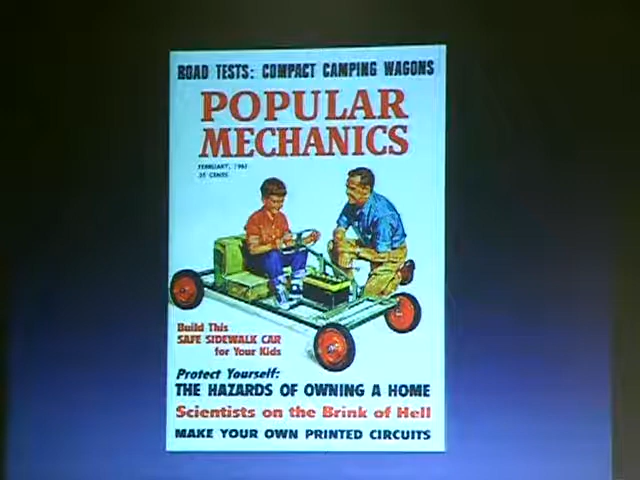 ROAD TESTS: COMPACT CAMPING WAGONS
POPULAR
MECHANICS
FEBRUARY, 1961
35 CENTS
Build This
SAFE SIDEWALK CAR
for Your Kids
Protect Yourself:
THE HAZARDS OF OWNING A HOME
Scientists on the Brink of Hell
MAKE YOUR OWN PRINTED CIRCUITS